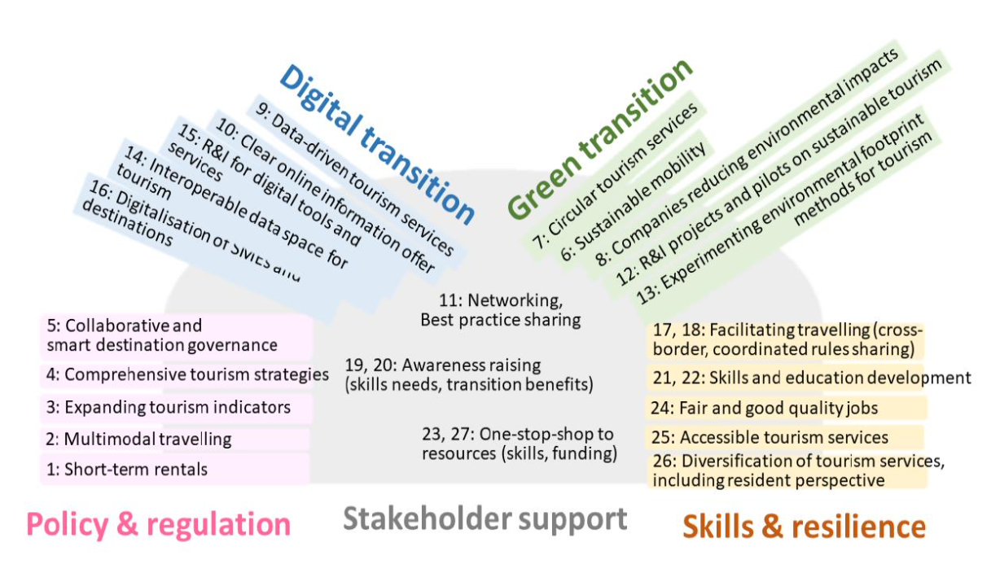 Digital transition
9: Data-driven tourism services
10: Clear online information offer
15: R&I for digital tools and
services
14: Interoperable data space for
tourism
16: Digitalisation of SMEs and
destinations
Green transition
7: Circular tourism services
6: Sustainable mobility
8: Companies reducing environmental impacts
12: R&I projects and pilots on sustainable tourism
13: Experimenting environmental footprint
methods for tourism
5: Collaborative and
smart destination governance
4: Comprehensive tourism strategies
3: Expanding tourism indicators
2: Multimodal travelling
1: Short-term rentals
Policy & regulation
11: Networking,
Best practice sharing
19, 20: Awareness raising
(skills needs, transition benefits)
23, 27: One-stop-shop to
resources (skills, funding)
Stakeholder support
17, 18: Facilitating travelling (cross-
border, coordinated rules sharing)
21, 22: Skills and education development
24: Fair and good quality jobs
25: Accessible tourism services
26: Diversification of tourism services,
including resident perspective
Skills & resilience